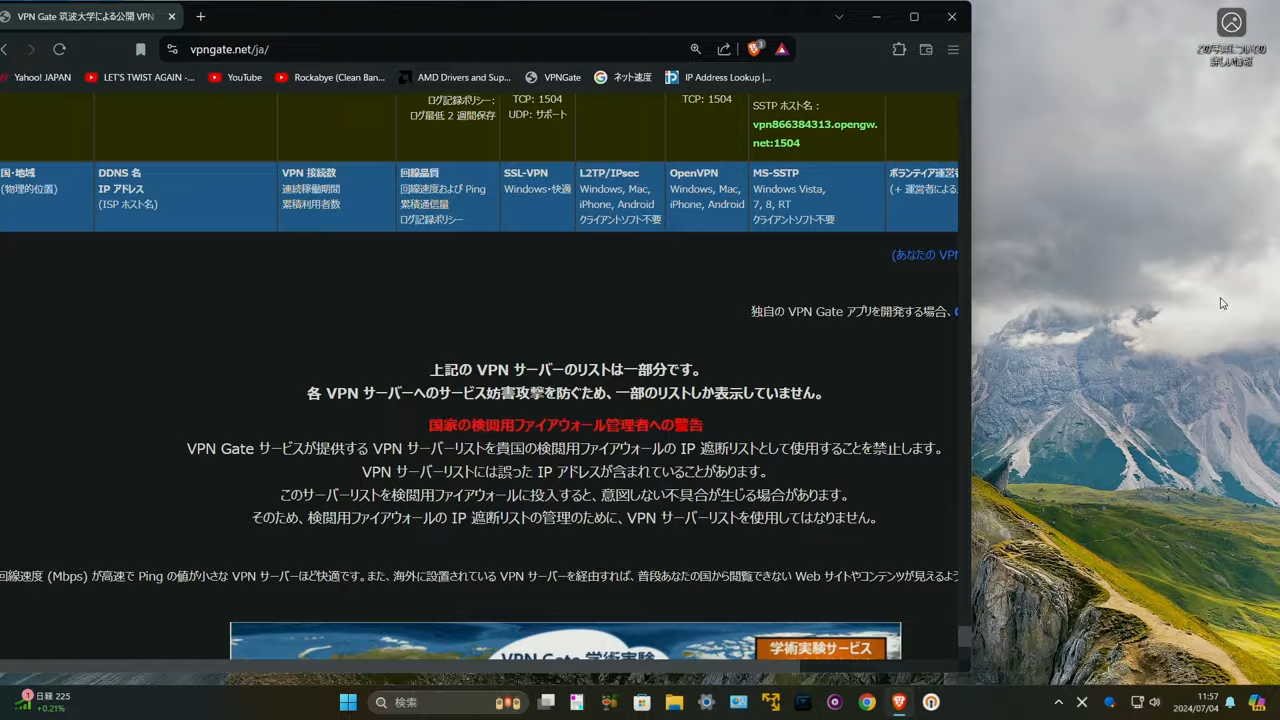 VPN Gate 筑波大学による公開 VPN
vpngate.net/ja/
3
Yahoo! JAPAN
LET'S TWIST AGAIN -...
YouTube
Rockabye (Clean Ban...
AMD Drivers and Sup...
VPNGate
ネット速度
IP Address Lookup |...
この写真についての
詳しい情報
ログ記録ポリシー:
ログ最低 2 週間保存
TCP: 1504
UDP: サポート
TCP: 1504
SSTP ホスト名 :
vpn866384313.opengw.
net:1504
国・地域
(物理的位置)
DDNS 名
IP アドレス
(ISP ホスト名)
VPN 接続数
連続稼働期間
累積利用者数
回線品質
回線速度および Ping
累積通信量
ログ記録ポリシー
SSL-VPN
Windows・快適
L2TP/IPsec
Windows, Mac,
iPhone, Android
クライアントソフト不要
OpenVPN
Windows, Mac,
iPhone, Android
MS-SSTP
Windows Vista,
7, 8, RT
クライアントソフト不要
ボランティア運営者
(+ 運営者による
(あなたの VPN
独自の VPN Gate アプリを開発する場合、
上記の VPN サーバーのリストは一部分です。
各 VPN サーバーへのサービス妨害攻撃を防ぐため、一部のリストしか表示していません。
国家の検閲用ファイアウォール管理者への警告
VPN Gate サービスが提供する VPN サーバーリストを貴国の検閲用ファイアウォールの IP 遮断リストとして使用することを禁止します。
VPN サーバーリストには誤った IP アドレスが含まれていることがあります。
このサーバーリストを検閲用ファイアウォールに投入すると、意図しない不具合が生じる場合があります。
そのため、検閲用ファイアウォールの IP 遮断リストの管理のために、VPN サーバーリストを使用してはなりません。
回線速度 (Mbps) が高速で Ping の値が小さな VPN サーバーほど快適です。また、海外に設置されている VPN サーバーを経由すれば、普段あなたの国から閲覧できない Web サイトやコンテンツが見えるよう
VPN Gate 学術実験
学術実験サービス
1
日経 225
+0.21%
検索
11:57
2024/07/04